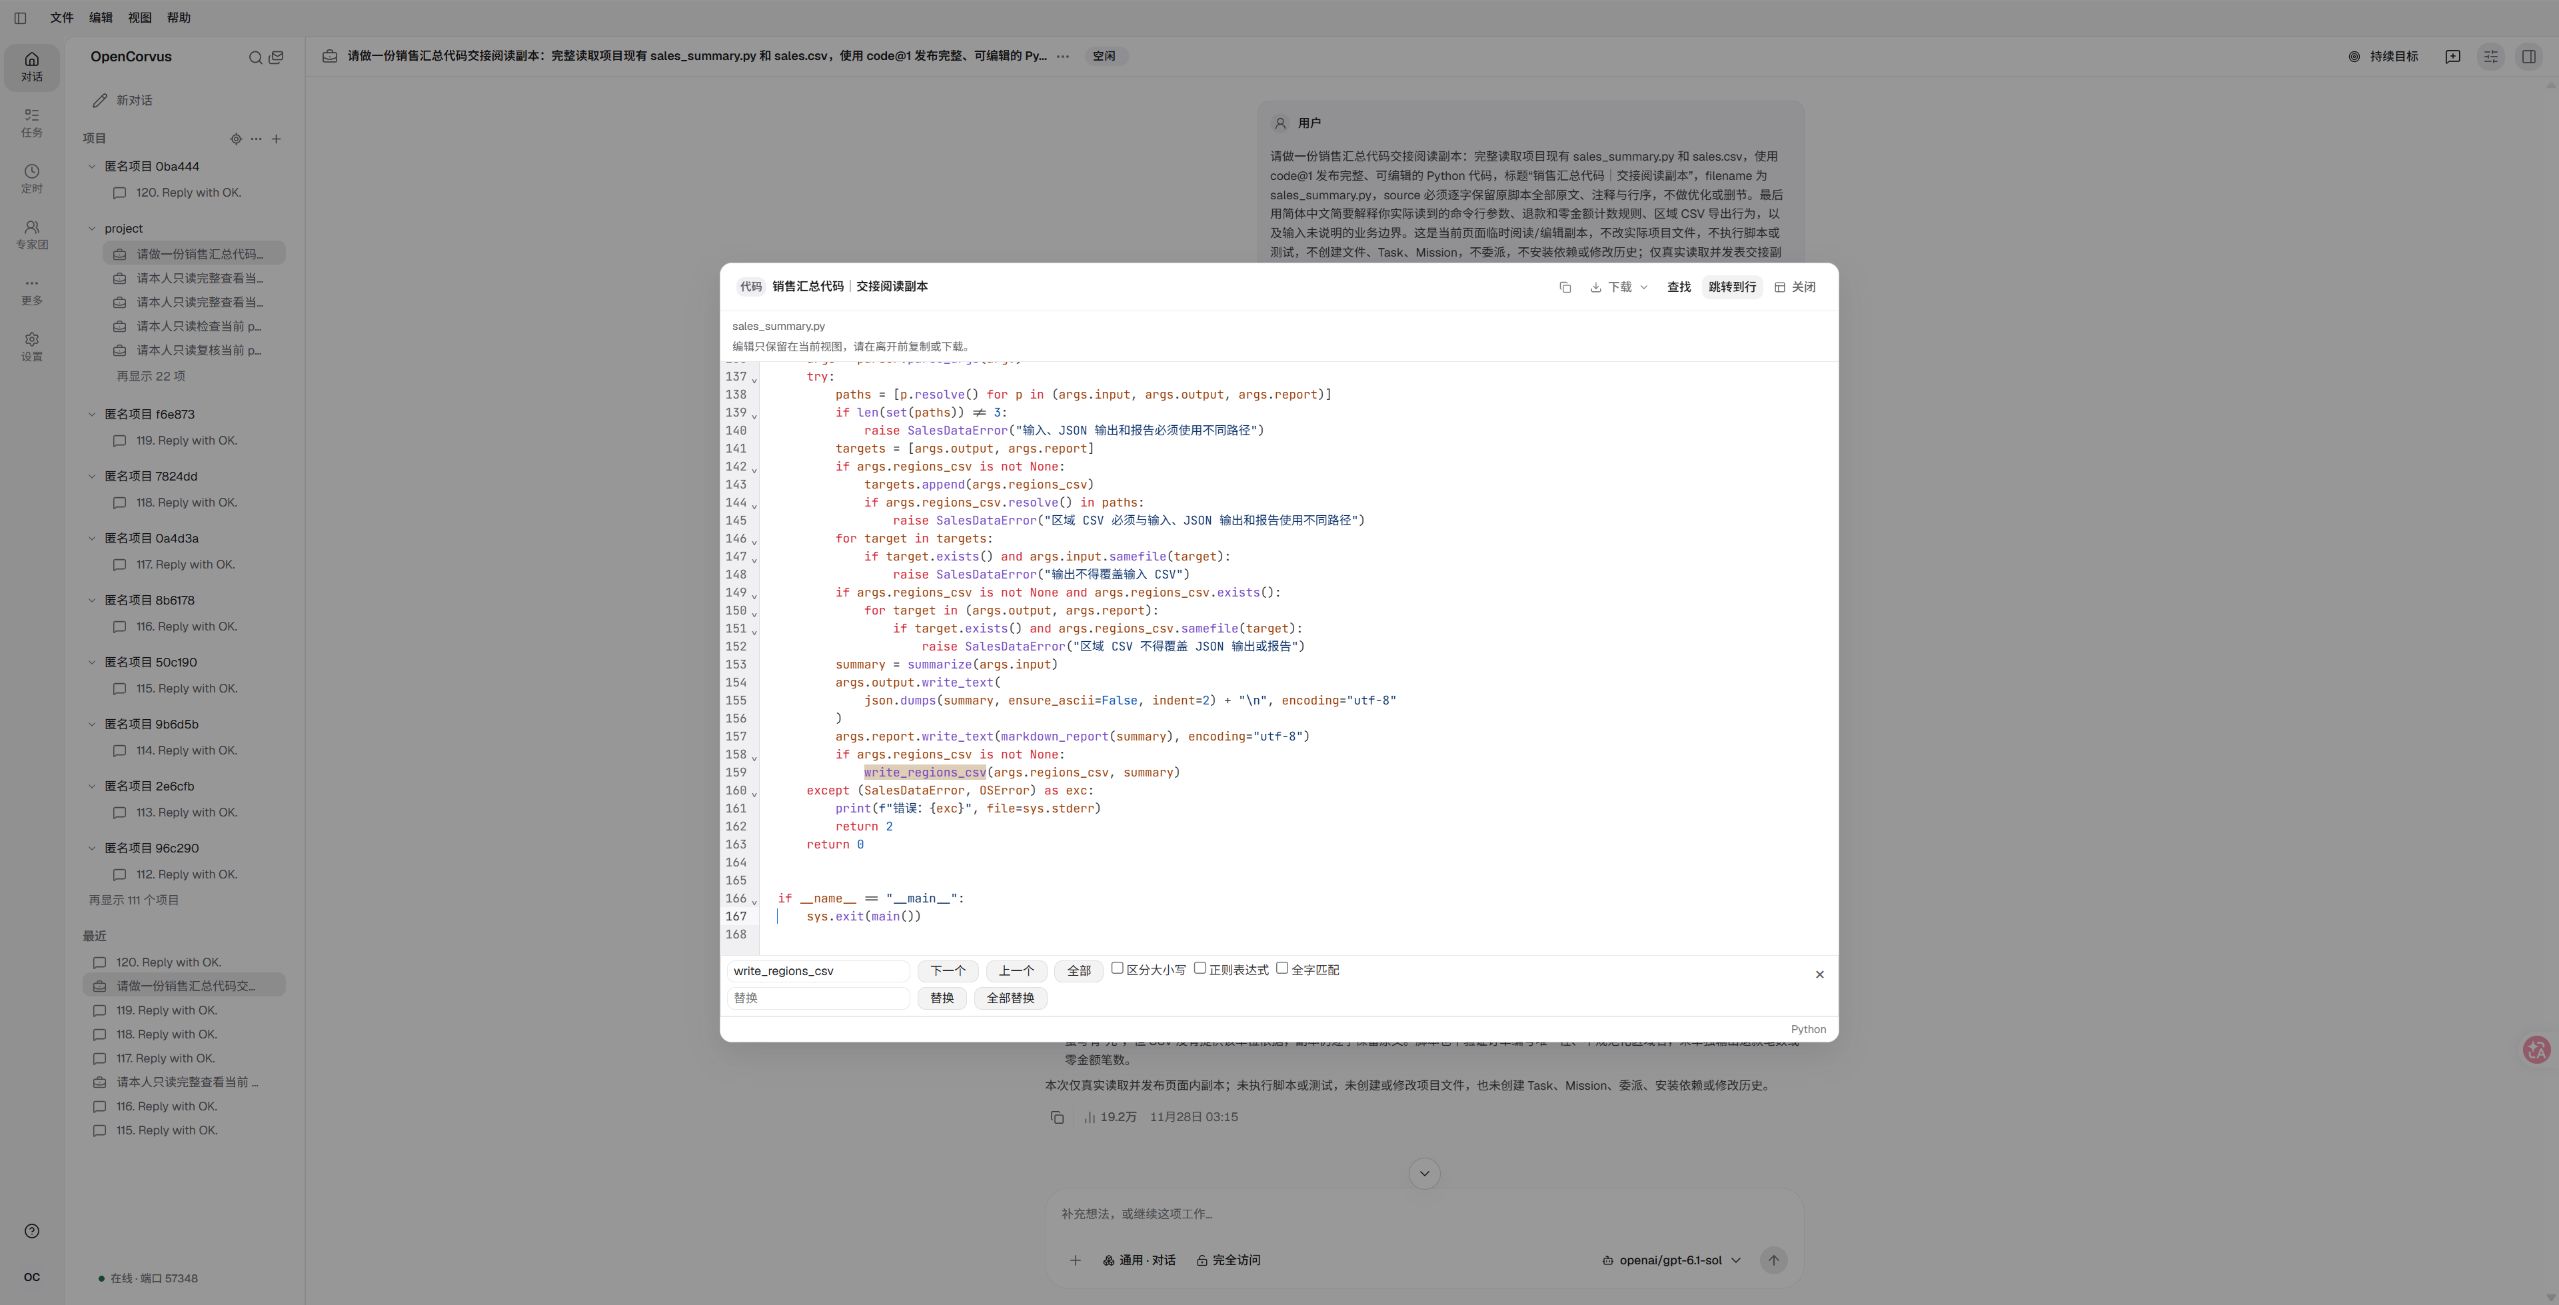 文件 编辑 视图 帮助
对话
任务
定时
专家团
更多
设置
OC
OpenCorvus
新对话
项目
匿名项目 0ba444
120. Reply with OK.
project
请做一份销售汇总代码...
请本人只读完整查看当...
请本人只读完整查看当...
请本人只读检查当前 p...
请本人只读复核当前 p...
再显示 22 项
匿名项目 f6e873
119. Reply with OK.
匿名项目 7824dd
118. Reply with OK.
匿名项目 0a4d3a
117. Reply with OK.
匿名项目 8b6178
116. Reply with OK.
匿名项目 50c190
115. Reply with OK.
匿名项目 9b6d5b
114. Reply with OK.
匿名项目 2e6cfb
113. Reply with OK.
匿名项目 96c290
112. Reply with OK.
再显示 111 个项目
最近
120. Reply with OK.
请做一份销售汇总代码交...
119. Reply with OK.
118. Reply with OK.
117. Reply with OK.
请本人只读完整查看当前 ...
116. Reply with OK.
115. Reply with OK.
在线 · 端口 57348
请做一份销售汇总代码交接阅读副本：完整读取项目现有 sales_summary.py 和 sales.csv，使用 code@1 发布完整、可编辑的 Py... ··· 空闲
持续目标
用户
请做一份销售汇总代码交接阅读副本：完整读取项目现有 sales_summary.py 和 sales.csv，使用
code@1 发布完整、可编辑的 Python 代码，标题“销售汇总代码｜交接阅读副本”，filename 为
sales_summary.py，source 必须逐字保留原脚本全部原文、注释与行序，不做优化或删节。最后
用简体中文简要解释你实际读到的命令行参数、退款和零金额计数规则、区域 CSV 导出行为，以
及输入未说明的业务边界。这是当前页面临时阅读/编辑副本，不改实际项目文件，不执行脚本或
测试，不创建文件、Task、Mission，不委派，不安装依赖或修改历史；仅真实读取并发表交接副
代码 销售汇总代码｜交接阅读副本
下载 查找 跳转到行 关闭
sales_summary.py
编辑只保留在当前视图，请在离开前复制或下载。
137     try:
138         paths = [p.resolve() for p in (args.input, args.output, args.report)]
139         if len(set(paths)) != 3:
140             raise SalesDataError("输入、JSON 输出和报告必须使用不同路径")
141         targets = [args.output, args.report]
142         if args.regions_csv is not None:
143             targets.append(args.regions_csv)
144             if args.regions_csv.resolve() in paths:
145                 raise SalesDataError("区域 CSV 必须与输入、JSON 输出和报告使用不同路径")
146         for target in targets:
147             if target.exists() and args.input.samefile(target):
148                 raise SalesDataError("输出不得覆盖输入 CSV")
149         if args.regions_csv is not None and args.regions_csv.exists():
150             for target in (args.output, args.report):
151                 if target.exists() and args.regions_csv.samefile(target):
152                     raise SalesDataError("区域 CSV 不得覆盖 JSON 输出或报告")
153         summary = summarize(args.input)
154         args.output.write_text(
155             json.dumps(summary, ensure_ascii=False, indent=2) + "\n", encoding="utf-8"
156         )
157         args.report.write_text(markdown_report(summary), encoding="utf-8")
158         if args.regions_csv is not None:
159             write_regions_csv(args.regions_csv, summary)
160     except (SalesDataError, OSError) as exc:
161         print(f"错误：{exc}", file=sys.stderr)
162         return 2
163     return 0
164
165
166 if __name__ == "__main__":
167     sys.exit(main())
168
write_regions_csv 下一个 上一个 全部 区分大小写 正则表达式 全字匹配 ×
替换 替换 全部替换
Python
零金额笔数。
本次仅真实读取并发布页面内副本；未执行脚本或测试，未创建或修改项目文件，也未创建 Task、Mission、委派、安装依赖或修改历史。
19.2万 11月28日 03:15
补充想法，或继续这项工作...
通用 · 对话 完全访问 openai/gpt-6.1-sol